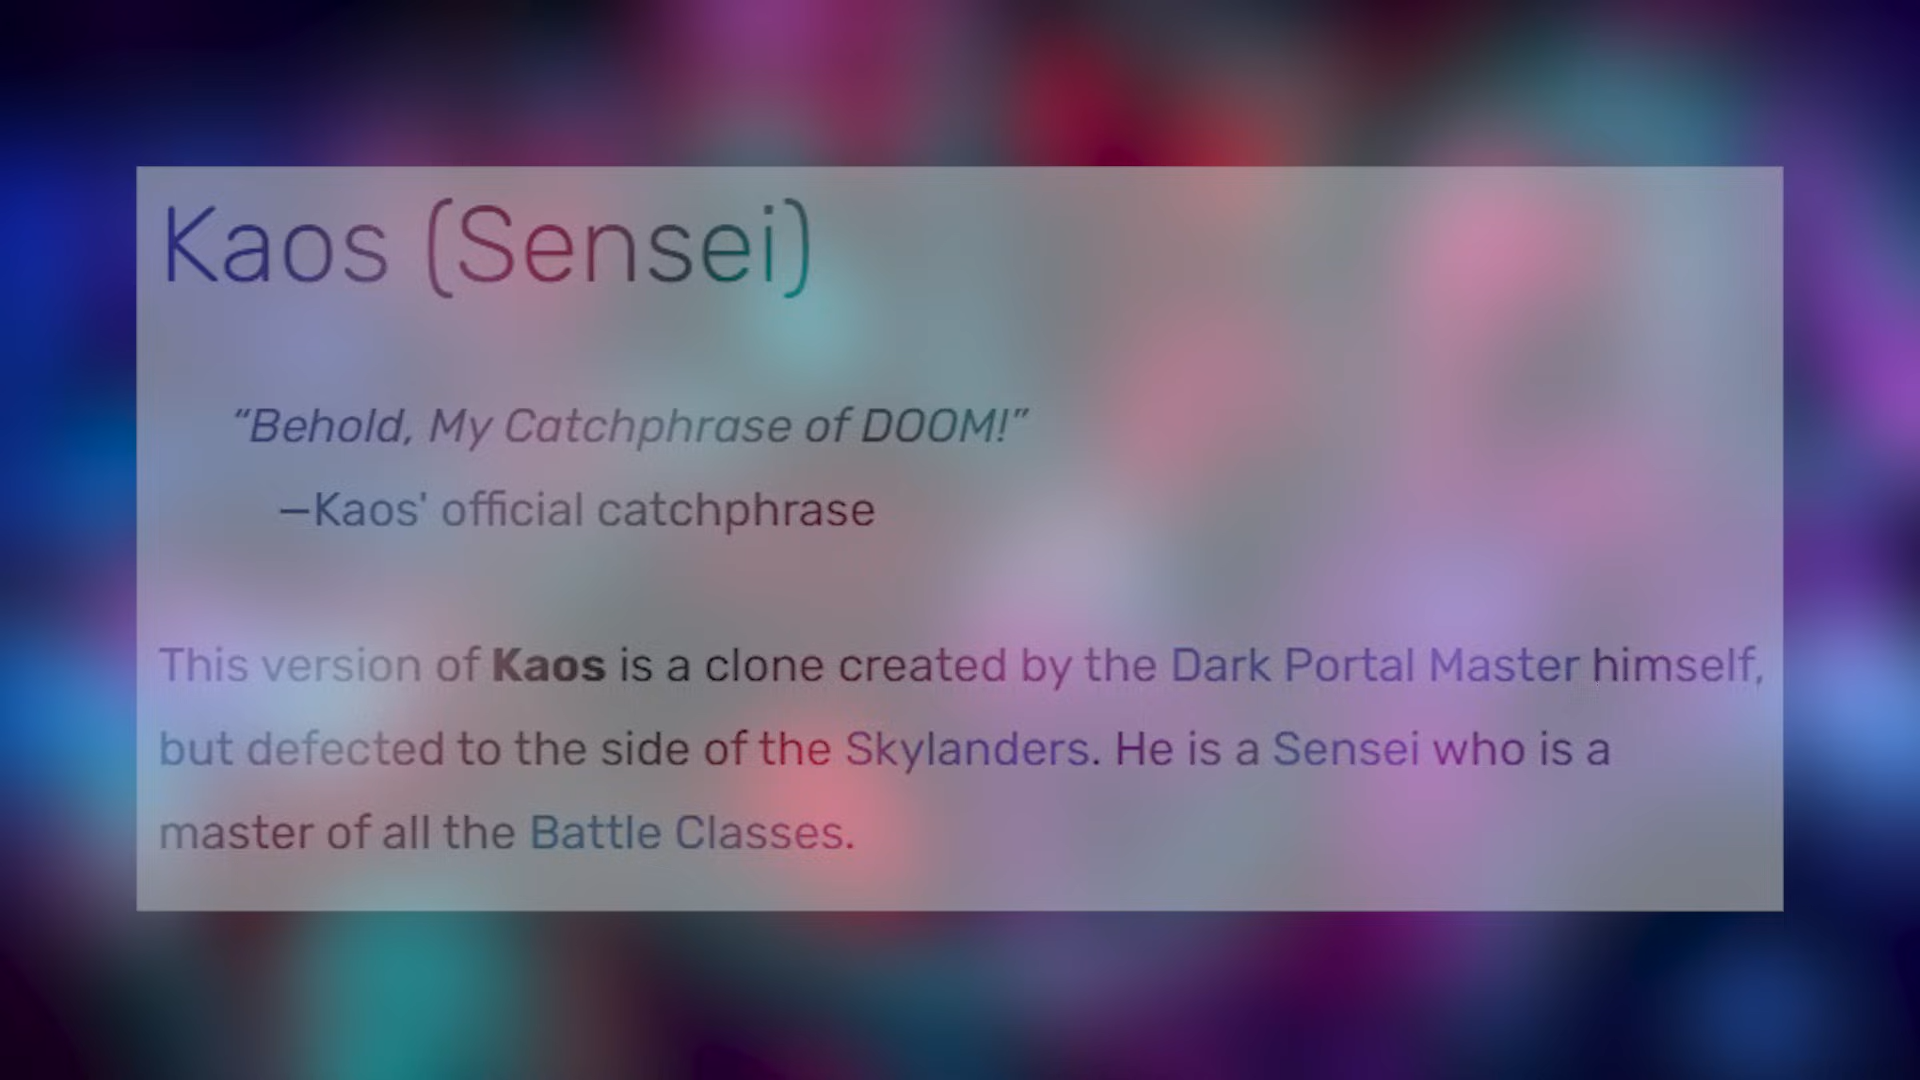 Kaos (Sensei)
“Behold, My Catchphrase of DOOM!”
—Kaos' official catchphrase
This version of Kaos is a clone created by the Dark Portal Master himself,
but defected to the side of the Skylanders. He is a Sensei who is a
master of all the Battle Classes.